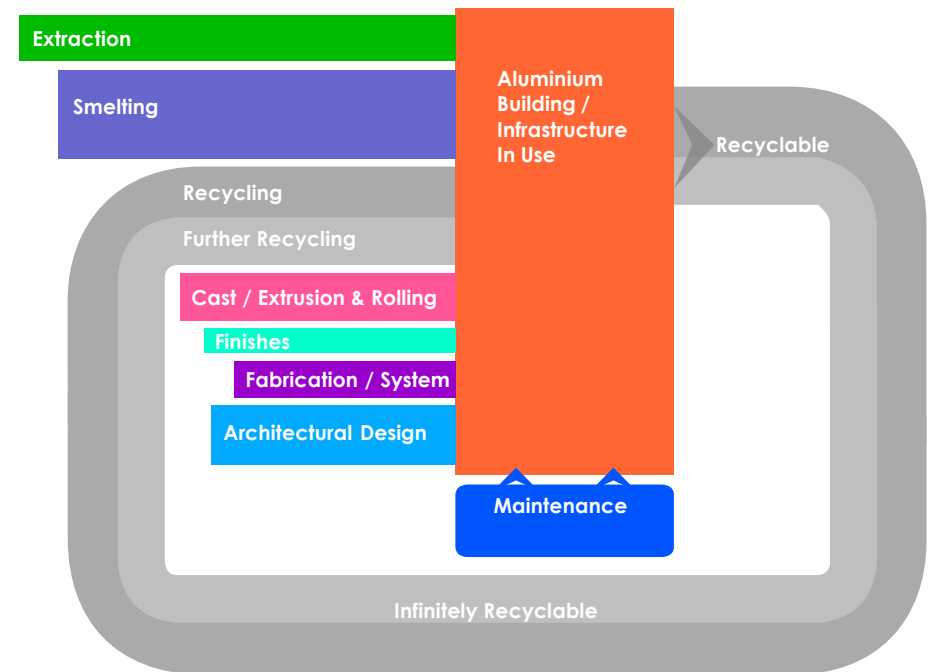 Extraction
Smelting
Aluminium
Building /
Infrastructure
In Use
Recyclable
Recycling
Further Recycling
Cast / Extrusion & Rolling
Finishes
Fabrication / System
Architectural Design
Maintenance
Infinitely Recyclable